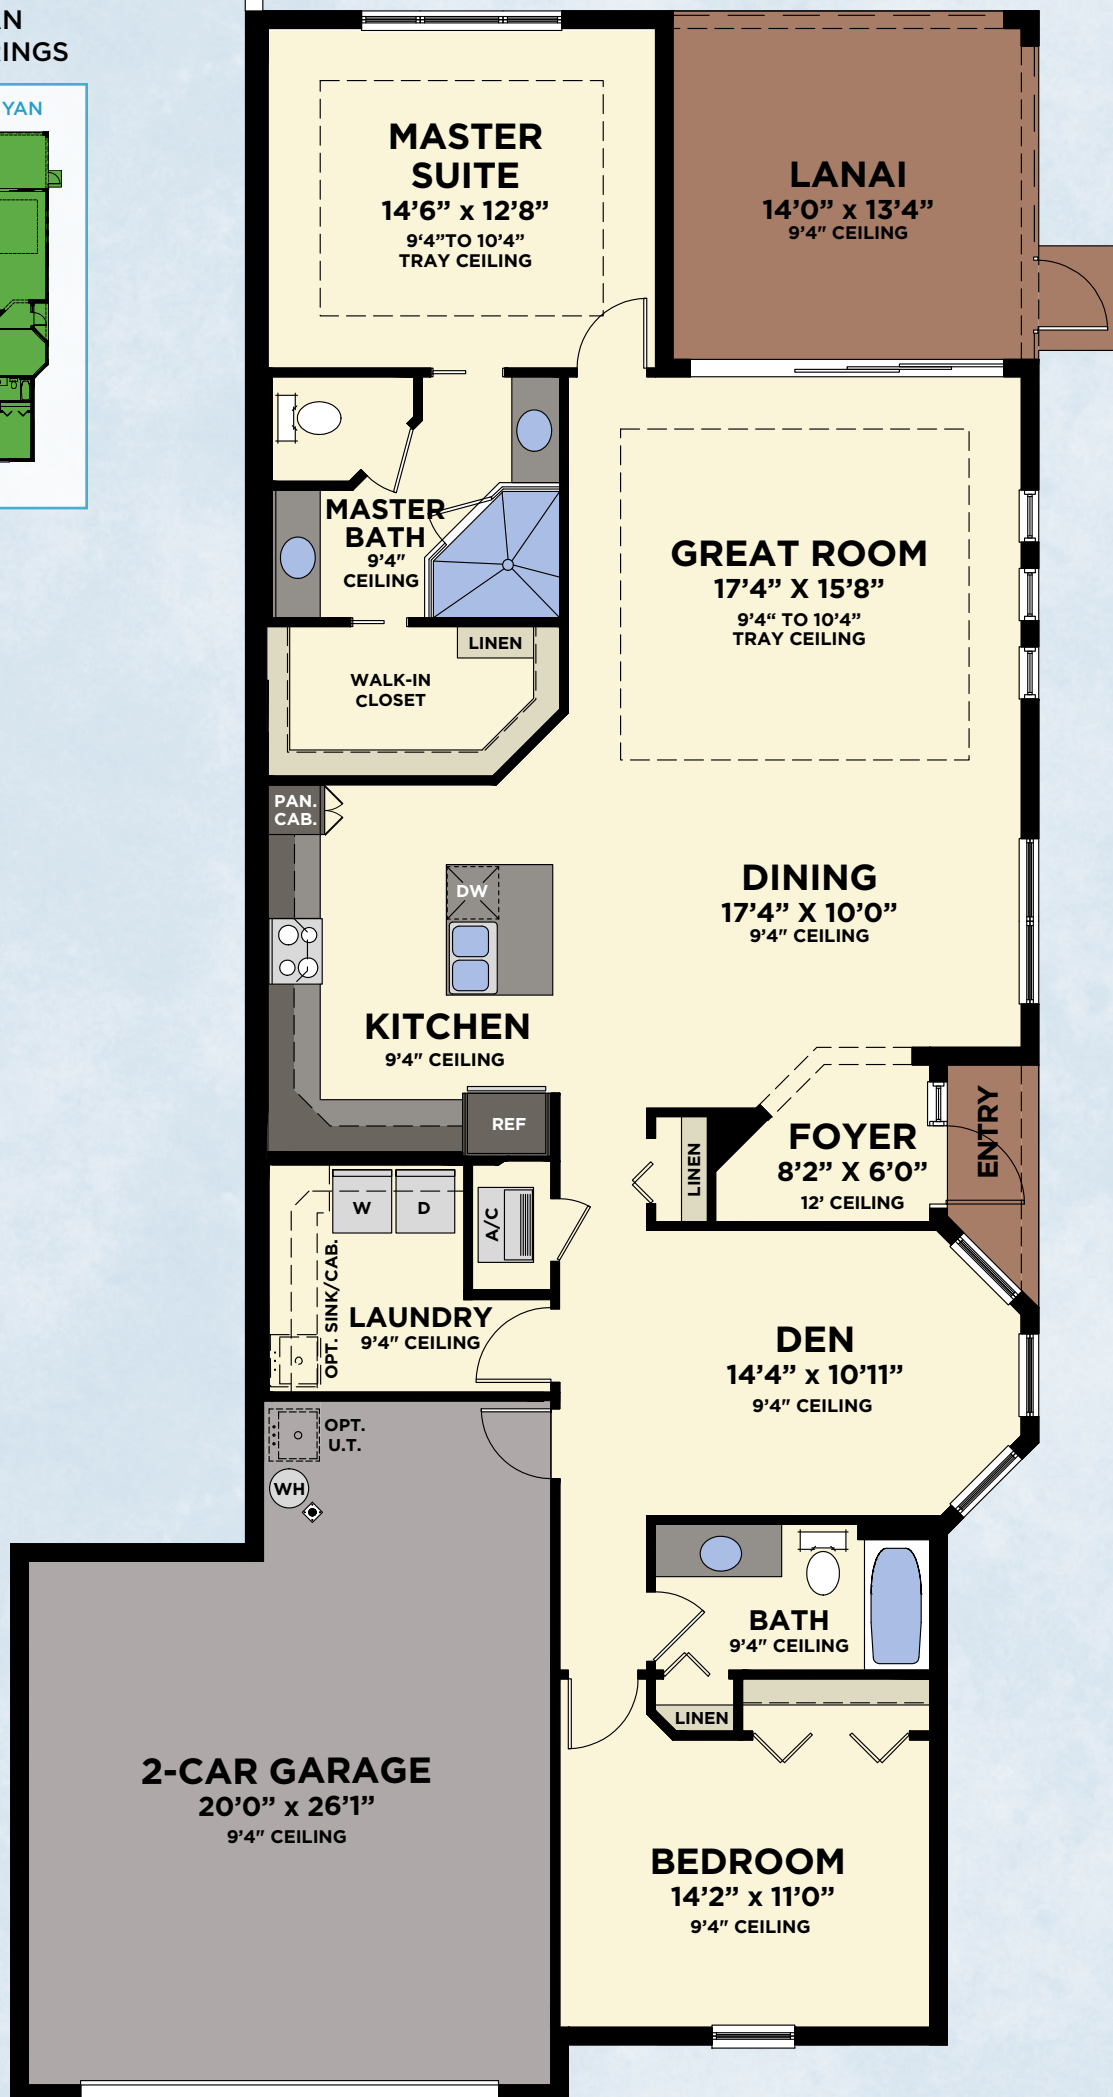 YAN
MASTER
SUITE
14’6” x 12’8”
9‘4”TO 10’4”
TRAY CEILING
LANAI
14’0” x 13’4”
9’4" CEILING
MASTER
BATH
9’4"
CEILING
GREAT ROOM
17’4” X 15’8”
9’4“ TO 10’4”
TRAY CEILING
LINEN
WALK-IN
CLOSET
PAN.
CAB.
DW
DINING
17’4” X 10’0”
9’4" CEILING
KITCHEN
9’4" CEILING
REF
LINEN
FOYER
8’2” X 6’0”
12’ CEILING
ENTRY
W
D
A/C
OPT. SINK/CAB.
LAUNDRY
9’4" CEILING
DEN
14’4” x 10’11”
9’4" CEILING
OPT.
U.T.
WH
BATH
9’4" CEILING
LINEN
2-CAR GARAGE
20’0” x 26’1”
9’4" CEILING
BEDROOM
14’2” x 11’0”
9’4" CEILING